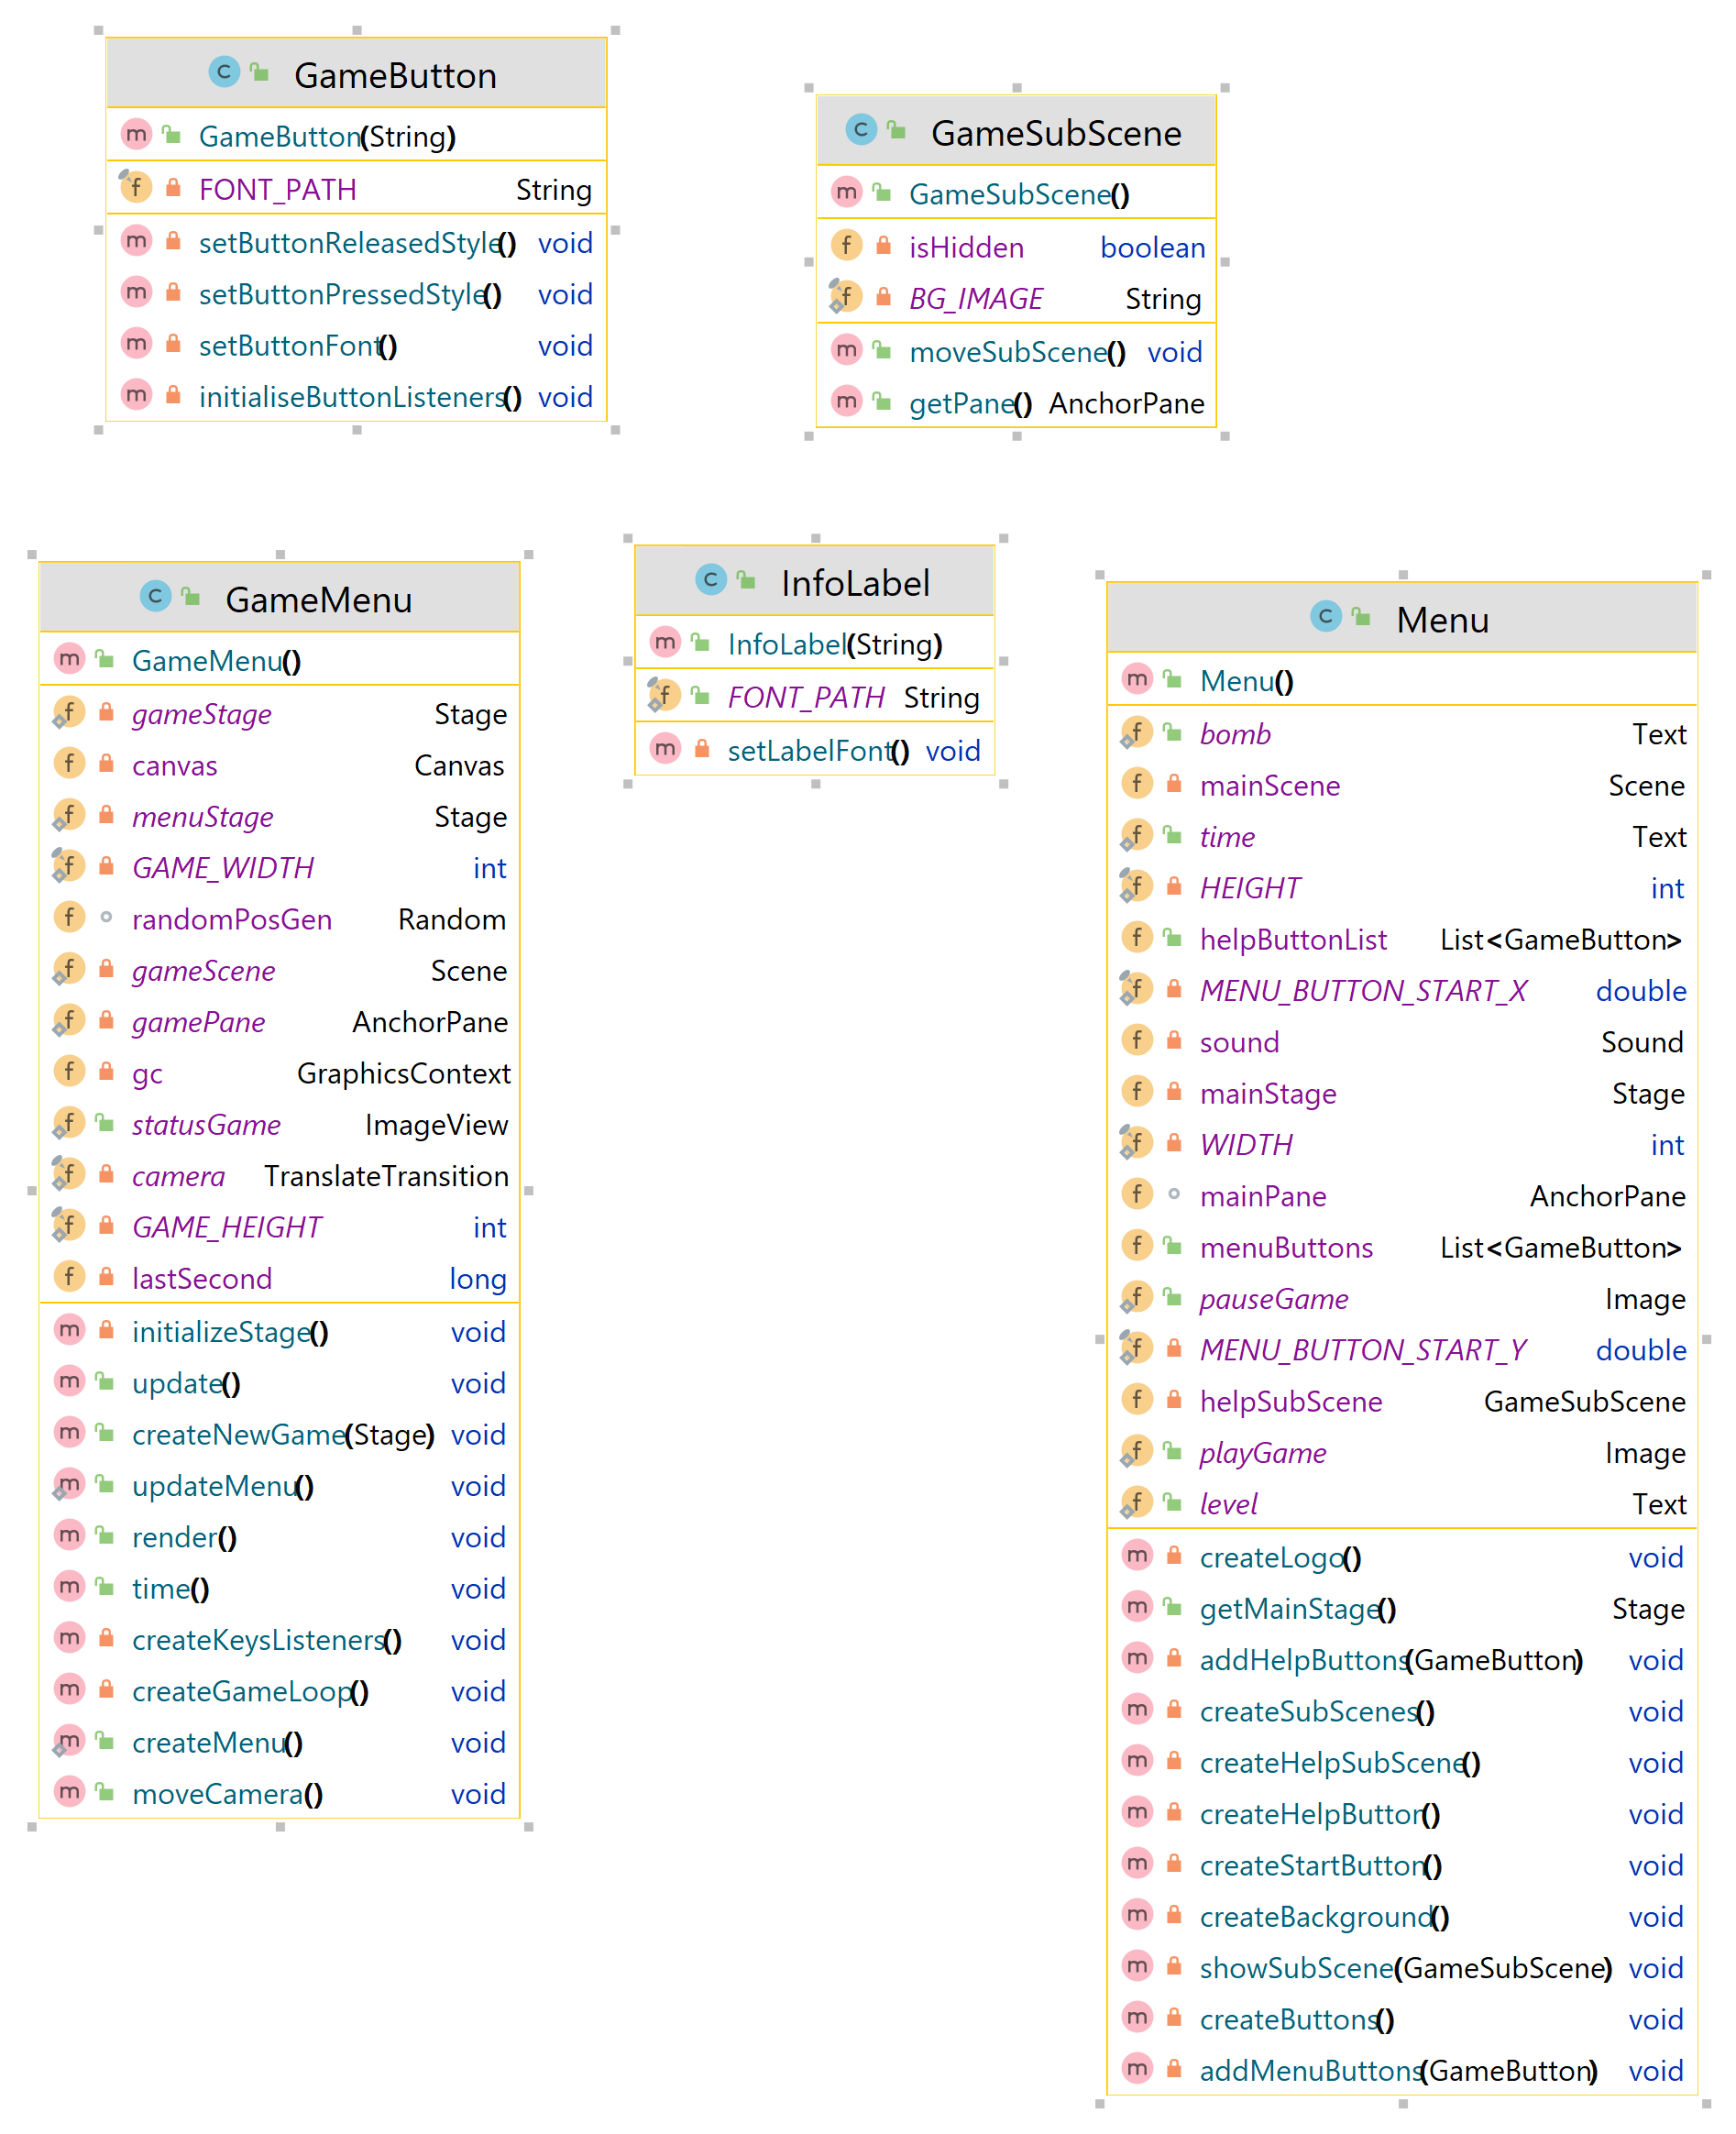 GameButton
GameButton(String)
FONT_PATH String
setButtonReleasedStyle() void
setButtonPressedStyle() void
setButtonFont() void
initialiseButtonListeners() void
GameSubScene
GameSubScene()
isHidden boolean
BG_IMAGE String
moveSubScene() void
getPane() AnchorPane
GameMenu
GameMenu()
gameStage Stage
canvas Canvas
menuStage Stage
GAME_WIDTH int
randomPosGen Random
gameScene Scene
gamePane AnchorPane
gc GraphicsContext
statusGame ImageView
camera TranslateTransition
GAME_HEIGHT int
lastSecond long
initializeStage() void
update() void
createNewGame(Stage) void
updateMenu() void
render() void
time() void
createKeysListeners() void
createGameLoop() void
createMenu() void
moveCamera() void
InfoLabel
InfoLabel(String)
FONT_PATH String
setLabelFont() void
Menu
Menu()
bomb Text
mainScene Scene
time Text
HEIGHT int
helpButtonList List<GameButton>
MENU_BUTTON_START_X double
sound Sound
mainStage Stage
WIDTH int
mainPane AnchorPane
menuButtons List<GameButton>
pauseGame Image
MENU_BUTTON_START_Y double
helpSubScene GameSubScene
playGame Image
level Text
createLogo() void
getMainStage() Stage
addHelpButtons(GameButton) void
createSubScenes() void
createHelpSubScene() void
createHelpButton() void
createStartButton() void
createBackground() void
showSubScene(GameSubScene) void
createButtons() void
addMenuButtons(GameButton) void